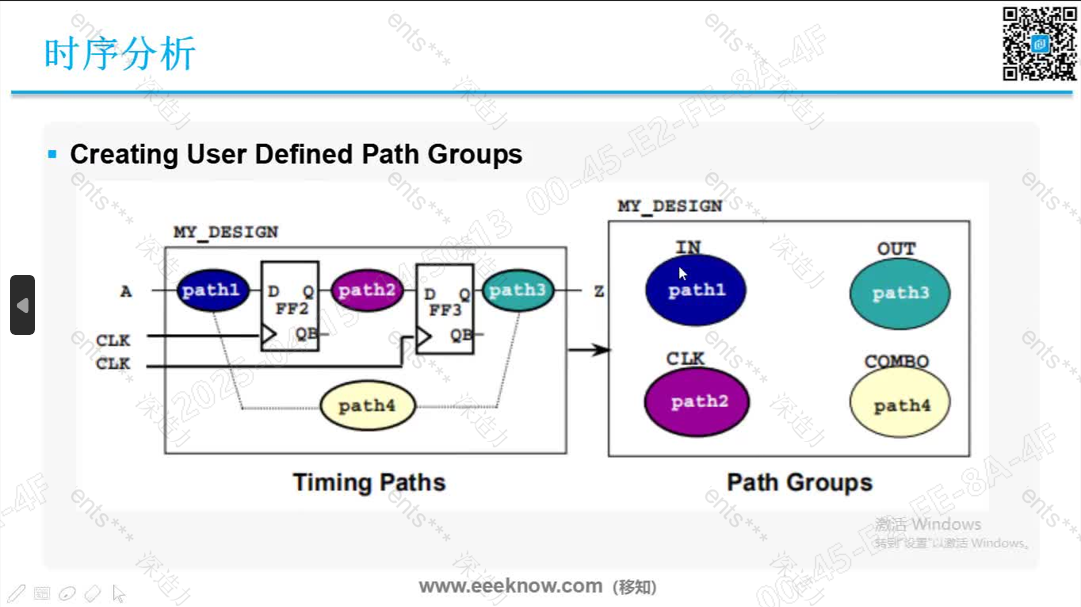 时序分析
Creating User Defined Path Groups
MY_DESIGN
A
path1
D
Q
FF2
QB
path2
D
Q
FF3
QB
path3
Z
CLK
CLK
path4
Timing Paths
MY_DESIGN
IN
path1
OUT
path3
CLK
path2
COMBO
path4
Path Groups
激活 Windows
转到"设置"以激活 Windows。
www.eeeknow.com (移知)